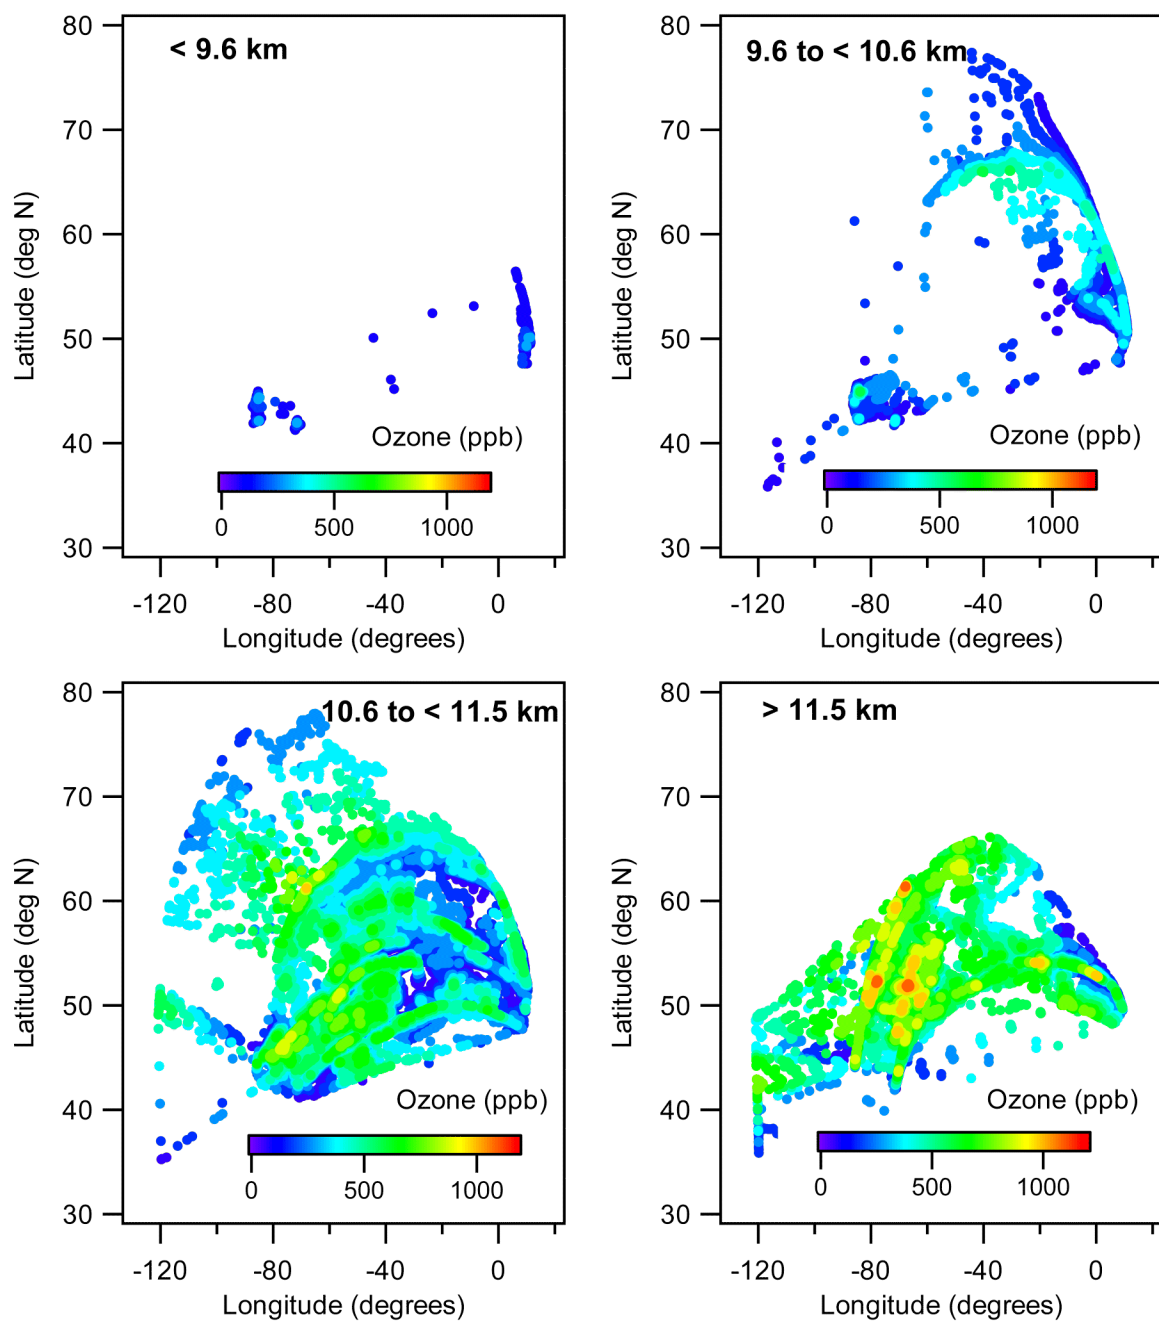 < 9.6 km
80
70
60
50
40
30
Latitude (deg N)
Ozone (ppb)
0 500 1000
-120 -80 -40 0
Longitude (degrees)
9.6 to < 10.6 km
80
70
60
50
40
30
Latitude (deg N)
Ozone (ppb)
0 500 1000
-120 -80 -40 0
Longitude (degrees)
10.6 to < 11.5 km
80
70
60
50
40
30
Latitude (deg N)
Ozone (ppb)
0 500 1000
-120 -80 -40 0
Longitude (degrees)
> 11.5 km
80
70
60
50
40
30
Latitude (deg N)
Ozone (ppb)
0 500 1000
-120 -80 -40 0
Longitude (degrees)